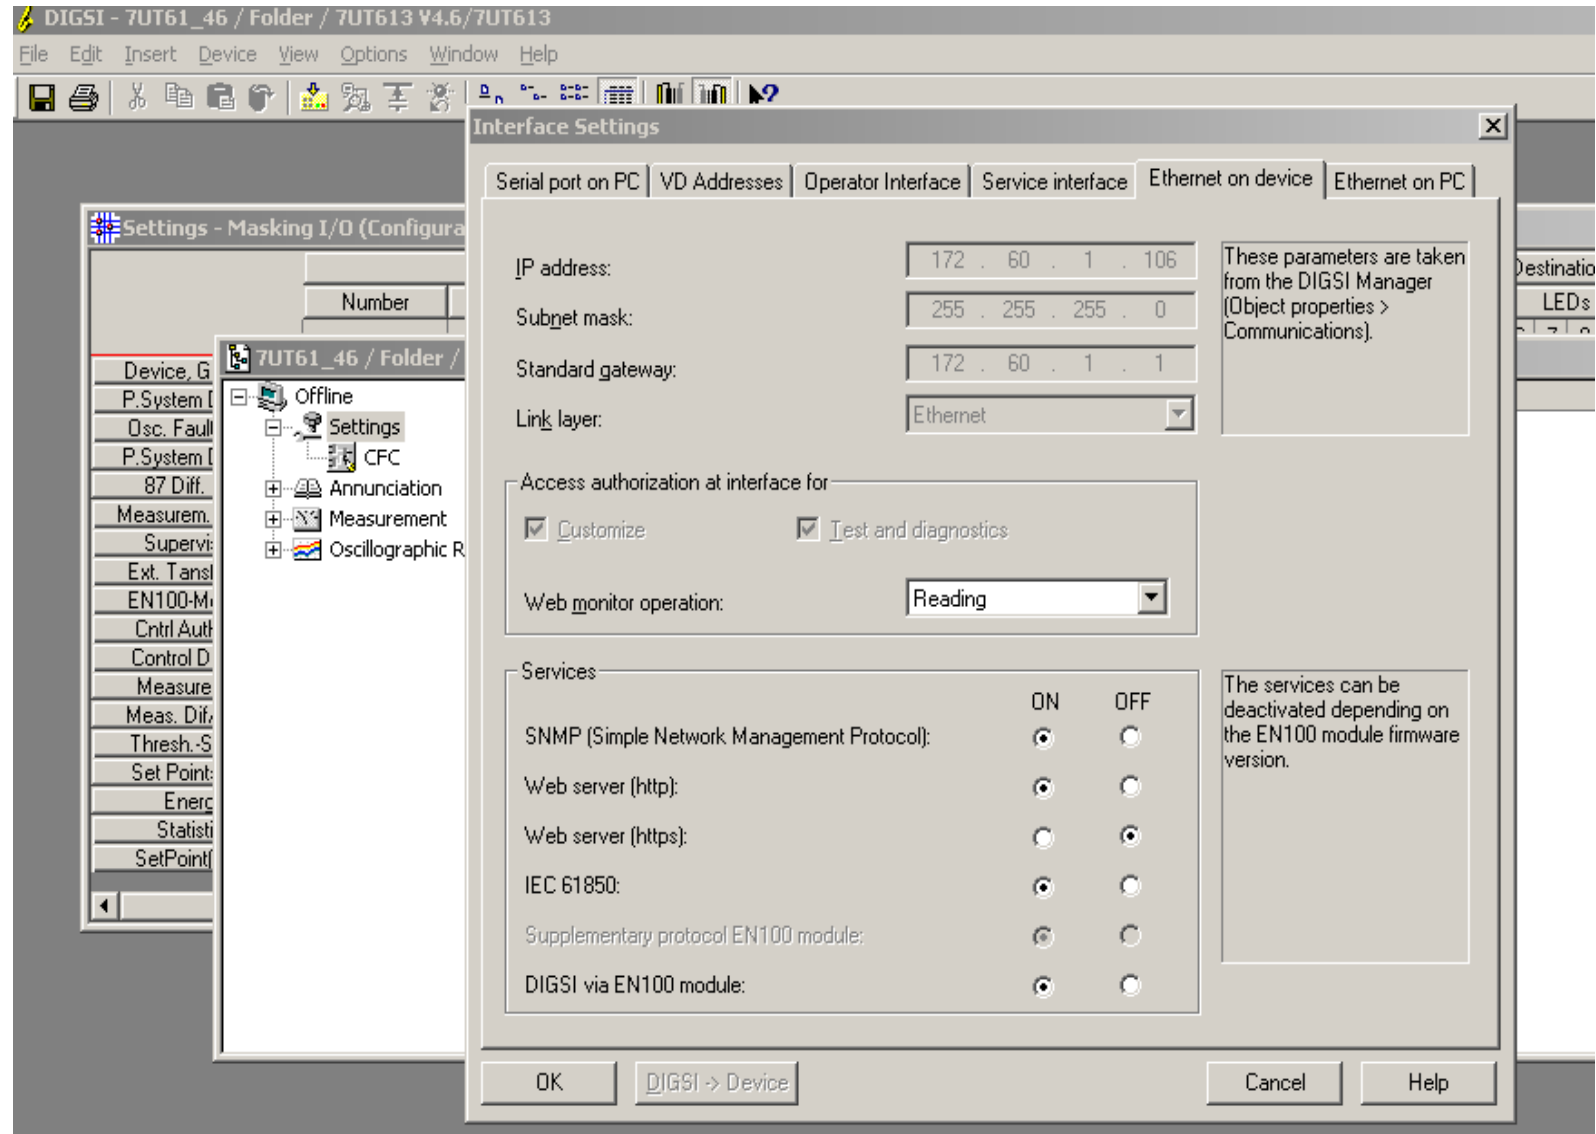 DIGSI - 7UT61_46 / Folder / 7UT613 V4.6/7UT613
File Edit Insert Device View Options Window Help
Interface Settings
Serial port on PC VD Addresses Operator Interface Service interface Ethernet on device Ethernet on PC
Settings - Masking I/O (Configura
Number
Destinatio
LEDs
7UT61_46 / Folder /
Offline
Settings
CFC
Annunciation
Measurement
Oscillographic R
Device, G
P.System D
Osc. Faul
P.System D
87 Diff.
Measurem.
Supervi
Ext. Tansl
EN100-M
Cntrl Auth
Control D
Measure
Meas. Dif/
Thresh.-S
Set Point
Energ
Statisti
SetPoint(
IP address: 172 . 60 . 1 . 106
Subnet mask: 255 . 255 . 255 . 0
Standard gateway: 172 . 60 . 1 . 1
Link layer: Ethernet
These parameters are taken
from the DIGSI Manager
(Object properties >
Communications).
Access authorization at interface for
Customize Test and diagnostics
Web monitor operation: Reading
Services
ON OFF
SNMP (Simple Network Management Protocol):
Web server (http):
Web server (https):
IEC 61850:
Supplementary protocol EN100 module:
DIGSI via EN100 module:
The services can be
deactivated depending on
the EN100 module firmware
version.
OK DIGSI -> Device Cancel Help